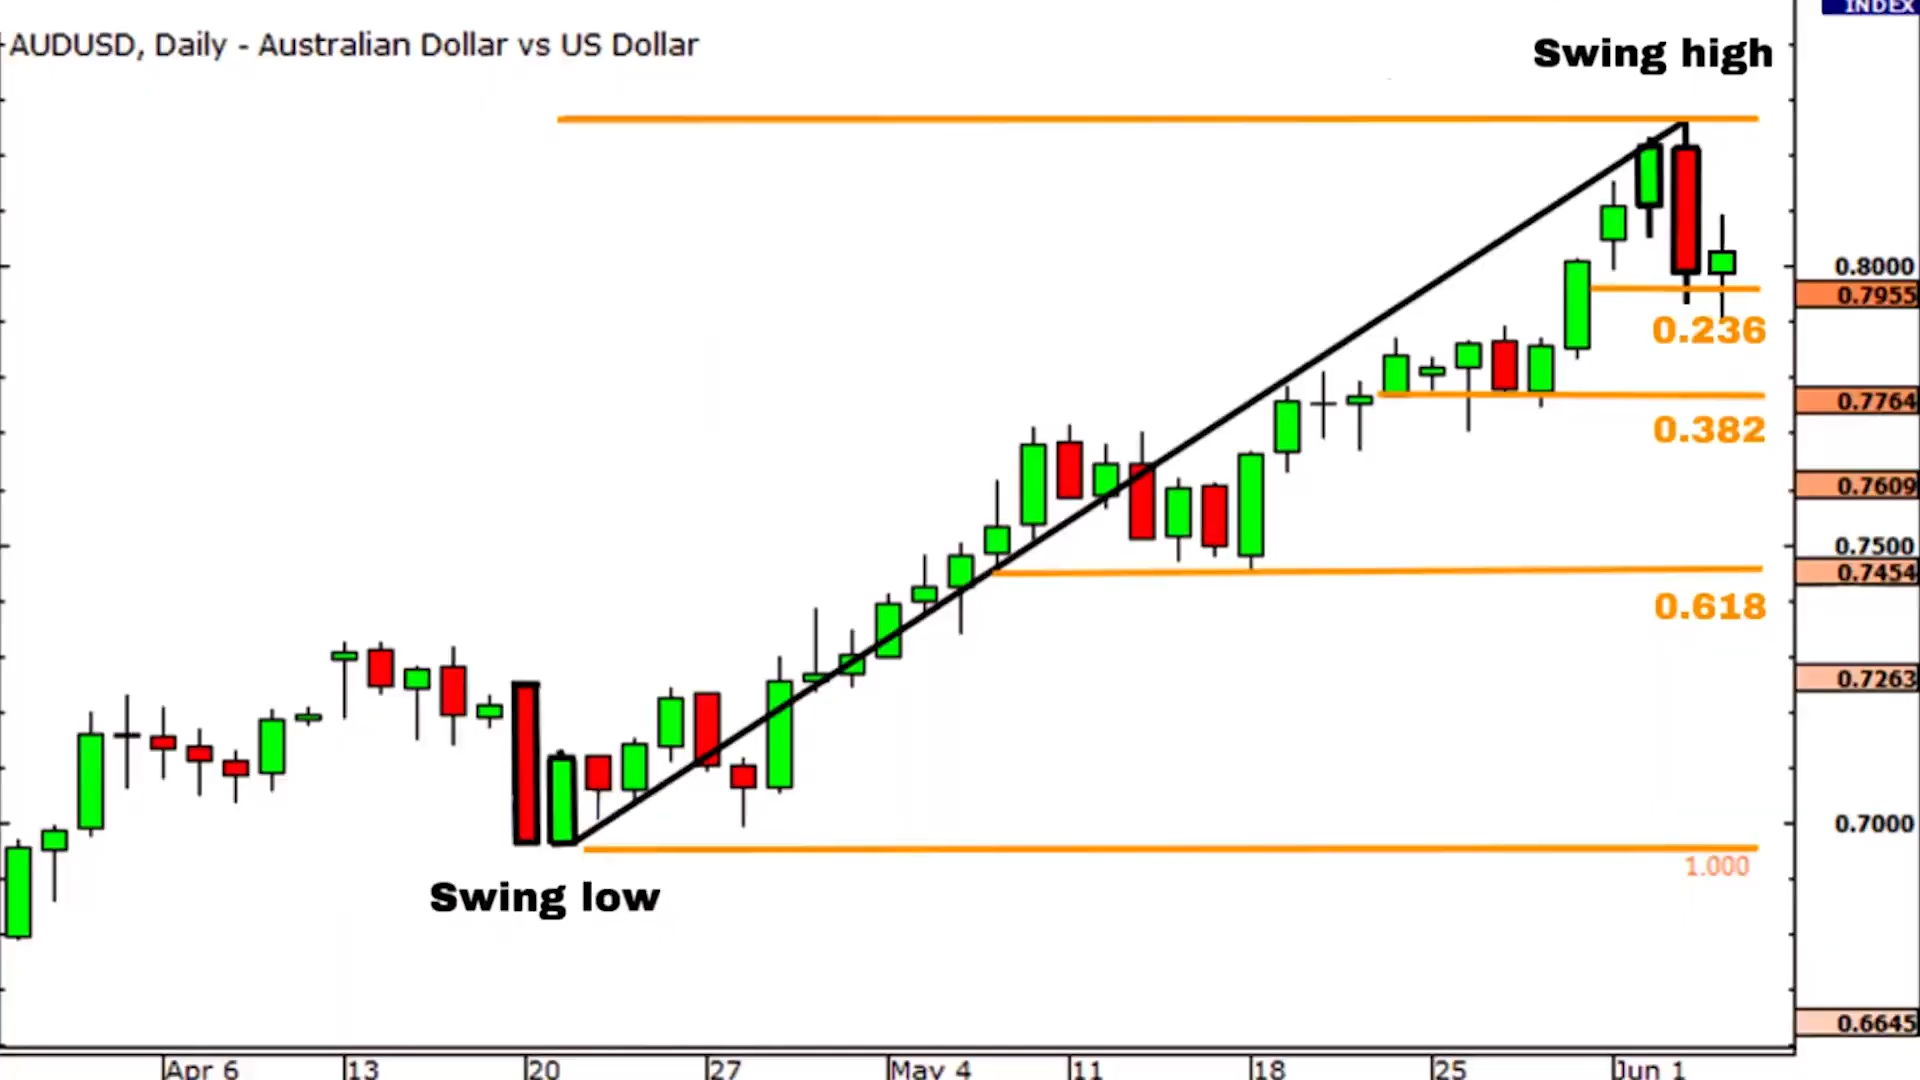 INDEX
AUDUSD, Daily - Australian Dollar vs US Dollar
Swing high
0.8000
0.7955
0.236
0.7764
0.382
0.7609
0.7500
0.7454
0.618
0.7263
0.7000
1.000
Swing low
0.6645
Apr 6 13 20 27 May 4 11 18 25 Jun 1